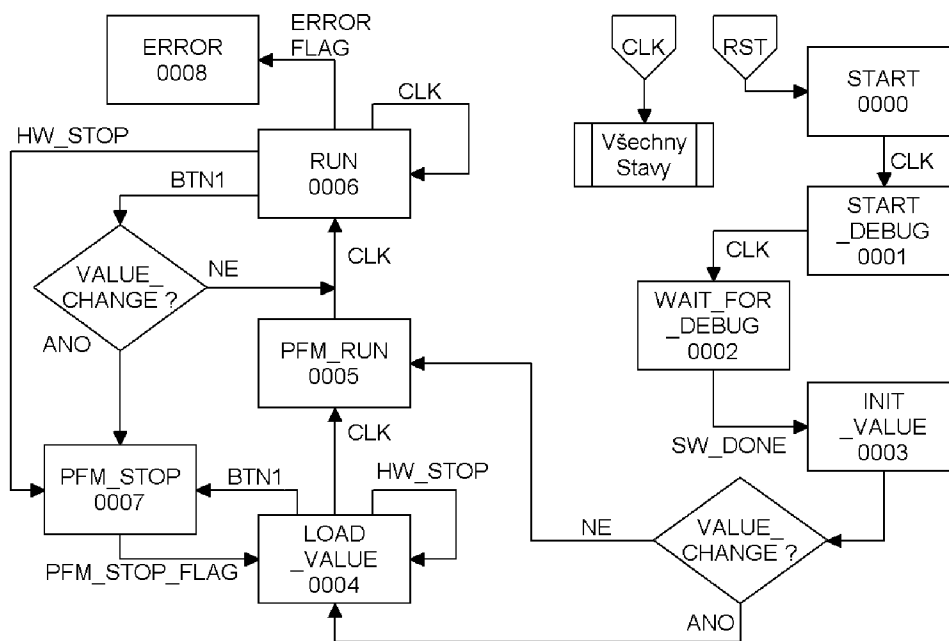 ERROR
0008
ERROR
FLAG
CLK
RST
START
0000
CLK
HW_STOP
RUN
0006
Všechny
Stavy
CLK
BTN1
START
_DEBUG
0001
CLK
CLK
VALUE_
CHANGE ?
NE
WAIT_FOR
_DEBUG
0002
ANO
PFM_RUN
0005
INIT
_VALUE
0003
CLK
SW_DONE
PFM_STOP
0007
BTN1
HW_STOP
LOAD
_VALUE
0004
NE
VALUE_
CHANGE ?
PFM_STOP_FLAG
ANO